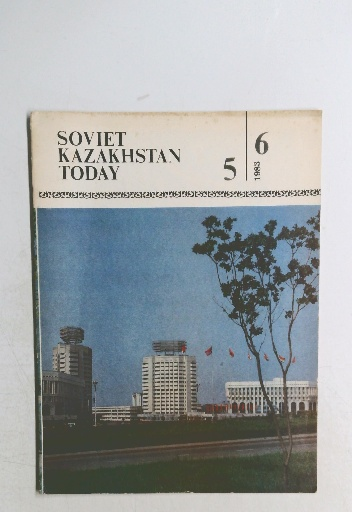 SOVIET
KAZAKHSTAN
TODAY
5
6
1983